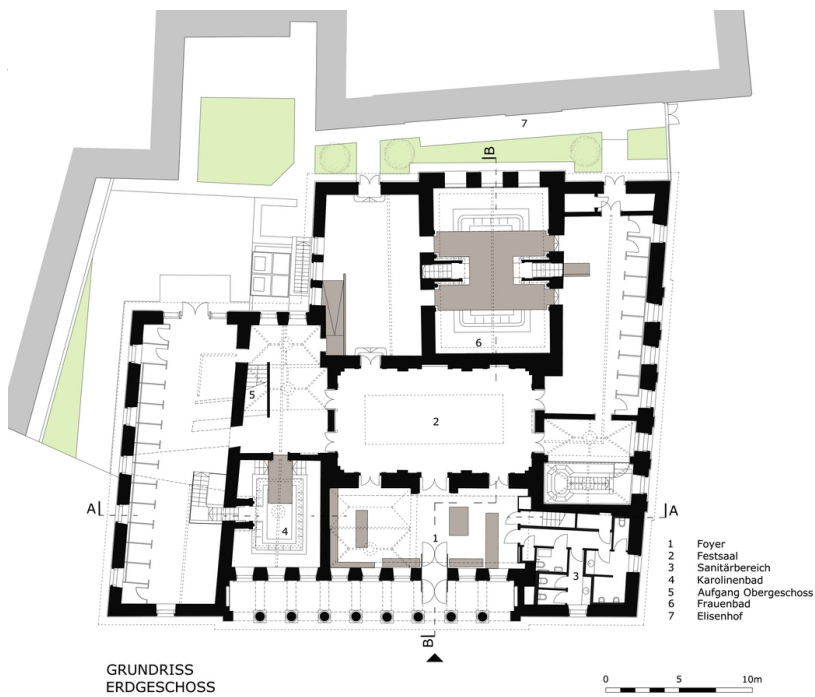 7
B
6
5
2
A
A
4
1
3
1 Foyer
2 Festsaal
3 Sanitärbereich
4 Karolinenbad
5 Aufgang Obergeschoss
6 Frauenbad
7 Elisenhof
B
GRUNDRISS
ERDGESCHOSS
0 5 10m